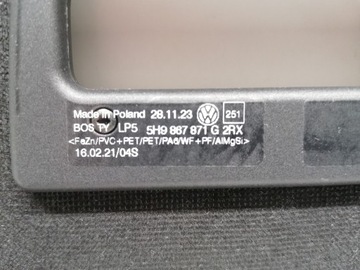 Made in Poland 28.11.23 251
BOS TY LP5 5H9 867 871 G 2RX
<FeZn/PVC+PET/PET/PA6/WF+PF/AlMgSi>
16.02.21/04S